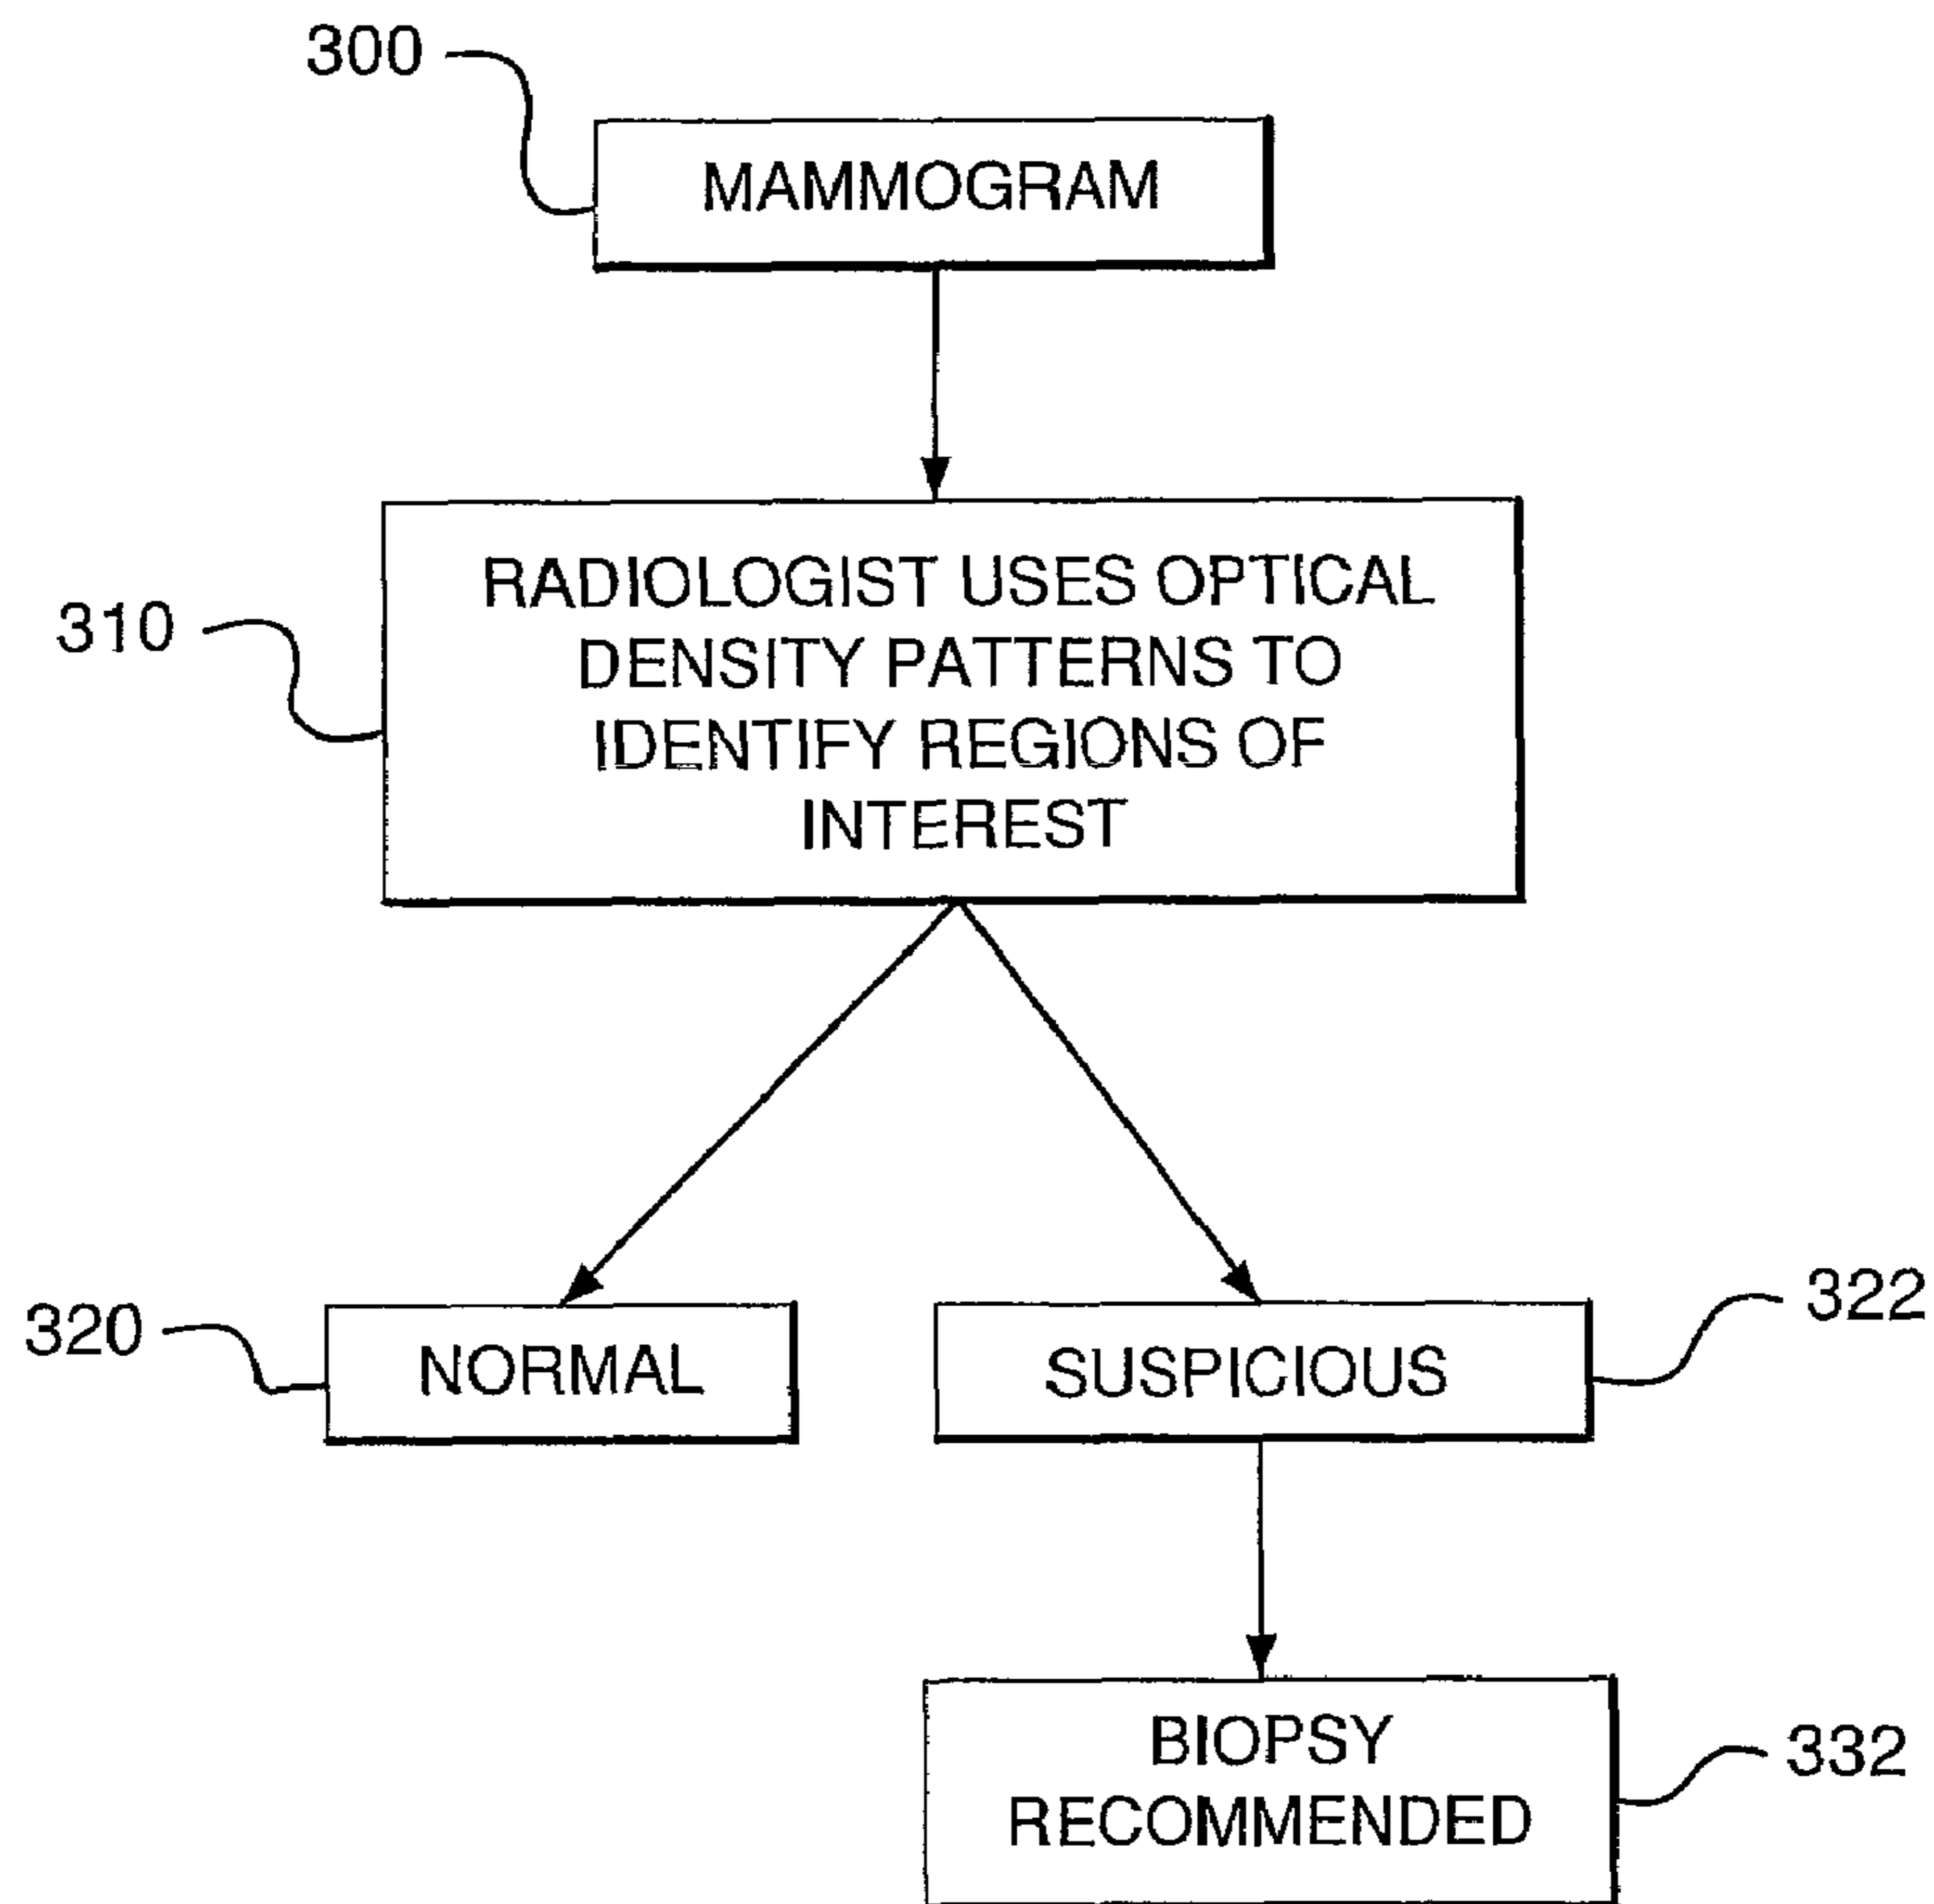 300
MAMMOGRAM
310
RADIOLOGIST USES OPTICAL
DENSITY PATTERNS TO
IDENTIFY REGIONS OF
INTEREST
320
NORMAL
SUSPICIOUS
322
BIOPSY
RECOMMENDED
332